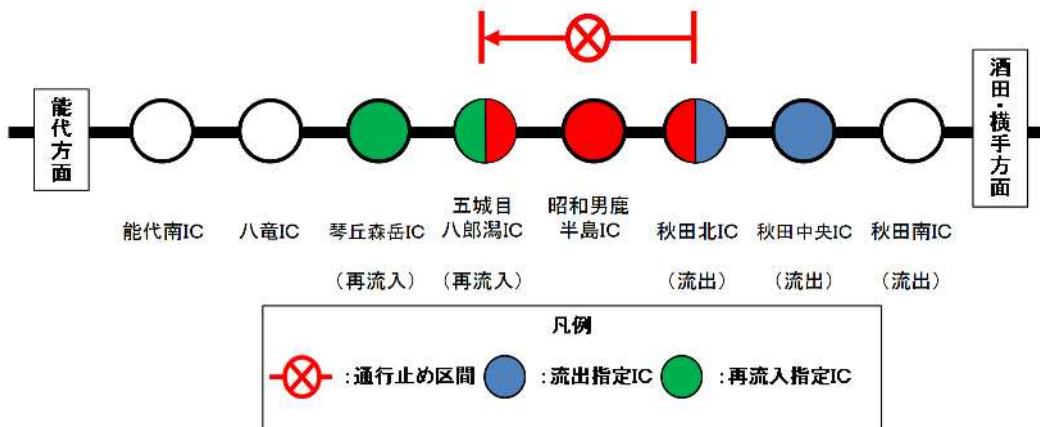 能代方面
酒田・横手方面
能代南IC
八竜IC
琴丘森岳IC
(再流入)
五城目
八郎潟IC
(再流入)
昭和男鹿
半島IC
秋田北IC
(流出)
秋田中央IC
(流出)
秋田南IC
(流出)
凡例
:通行止め区間
:流出指定IC
:再流入指定IC